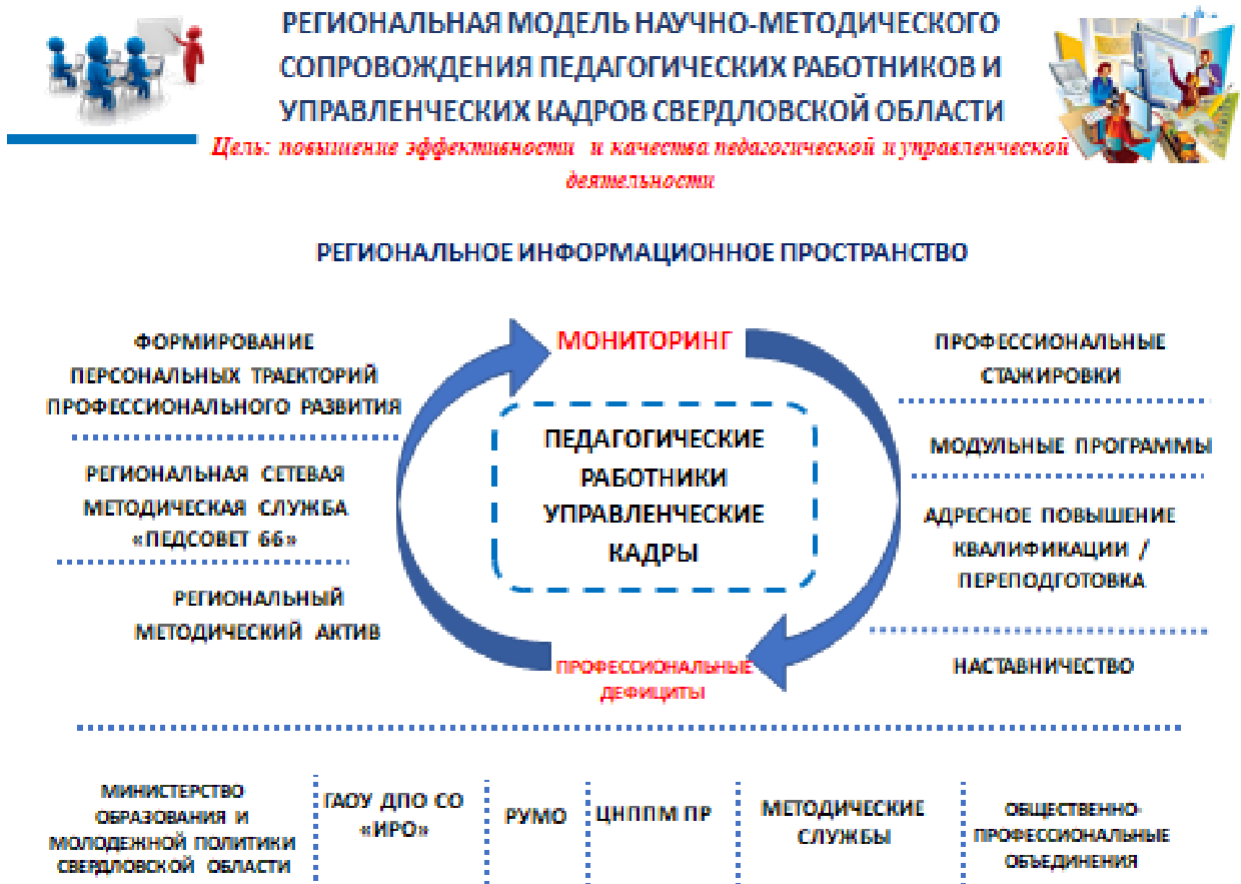 РЕГИОНАЛЬНАЯ МОДЕЛЬ НАУЧНО-МЕТОДИЧЕСКОГО
СОПРОВОЖДЕНИЯ ПЕДАГОГИЧЕСКИХ РАБОТНИКОВ И
УПРАВЛЕНЧЕСКИХ КАДРОВ СВЕРДЛОВСКОЙ ОБЛАСТИ
Цель: повышение эффективности и качества педагогической и управленческой
деятельности
РЕГИОНАЛЬНОЕ ИНФОРМАЦИОННОЕ ПРОСТРАНСТВО
ФОРМИРОВАНИЕ
ПЕРСОНАЛЬНЫХ ТРАЕКТОРИЙ
ПРОФЕССИОНАЛЬНОГО РАЗВИТИЯ
РЕГИОНАЛЬНАЯ СЕТЕВАЯ
МЕТОДИЧЕСКАЯ СЛУЖБА
«ПЕДСОВЕТ 66»
РЕГИОНАЛЬНЫЙ
МЕТОДИЧЕСКИЙ АКТИВ
МОНИТОРИНГ
ПЕДАГОГИЧЕСКИЕ
РАБОТНИКИ
УПРАВЛЕНЧЕСКИЕ
КАДРЫ
ПРОФЕССИОНАЛЬНЫЕ
ДЕФИЦИТЫ
ПРОФЕССИОНАЛЬНЫЕ
СТАЖИРОВКИ
МОДУЛЬНЫЕ ПРОГРАММЫ
АДРЕСНОЕ ПОВЫШЕНИЕ
КВАЛИФИКАЦИИ /
ПЕРЕПОДГОТОВКА
НАСТАВНИЧЕСТВО
МИНИСТЕРСТВО
ОБРАЗОВАНИЯ И
МОЛОДЕЖНОЙ ПОЛИТИКИ
СВЕРДЛОВСКОЙ ОБЛАСТИ
ГАОУ ДПО СО
«ИРО»
РУМО
ЦНППМ ПР
МЕТОДИЧЕСКИЕ
СЛУЖБЫ
ОБЩЕСТВЕННО-
ПРОФЕССИОНАЛЬНЫЕ
ОБЪЕДИНЕНИЯ